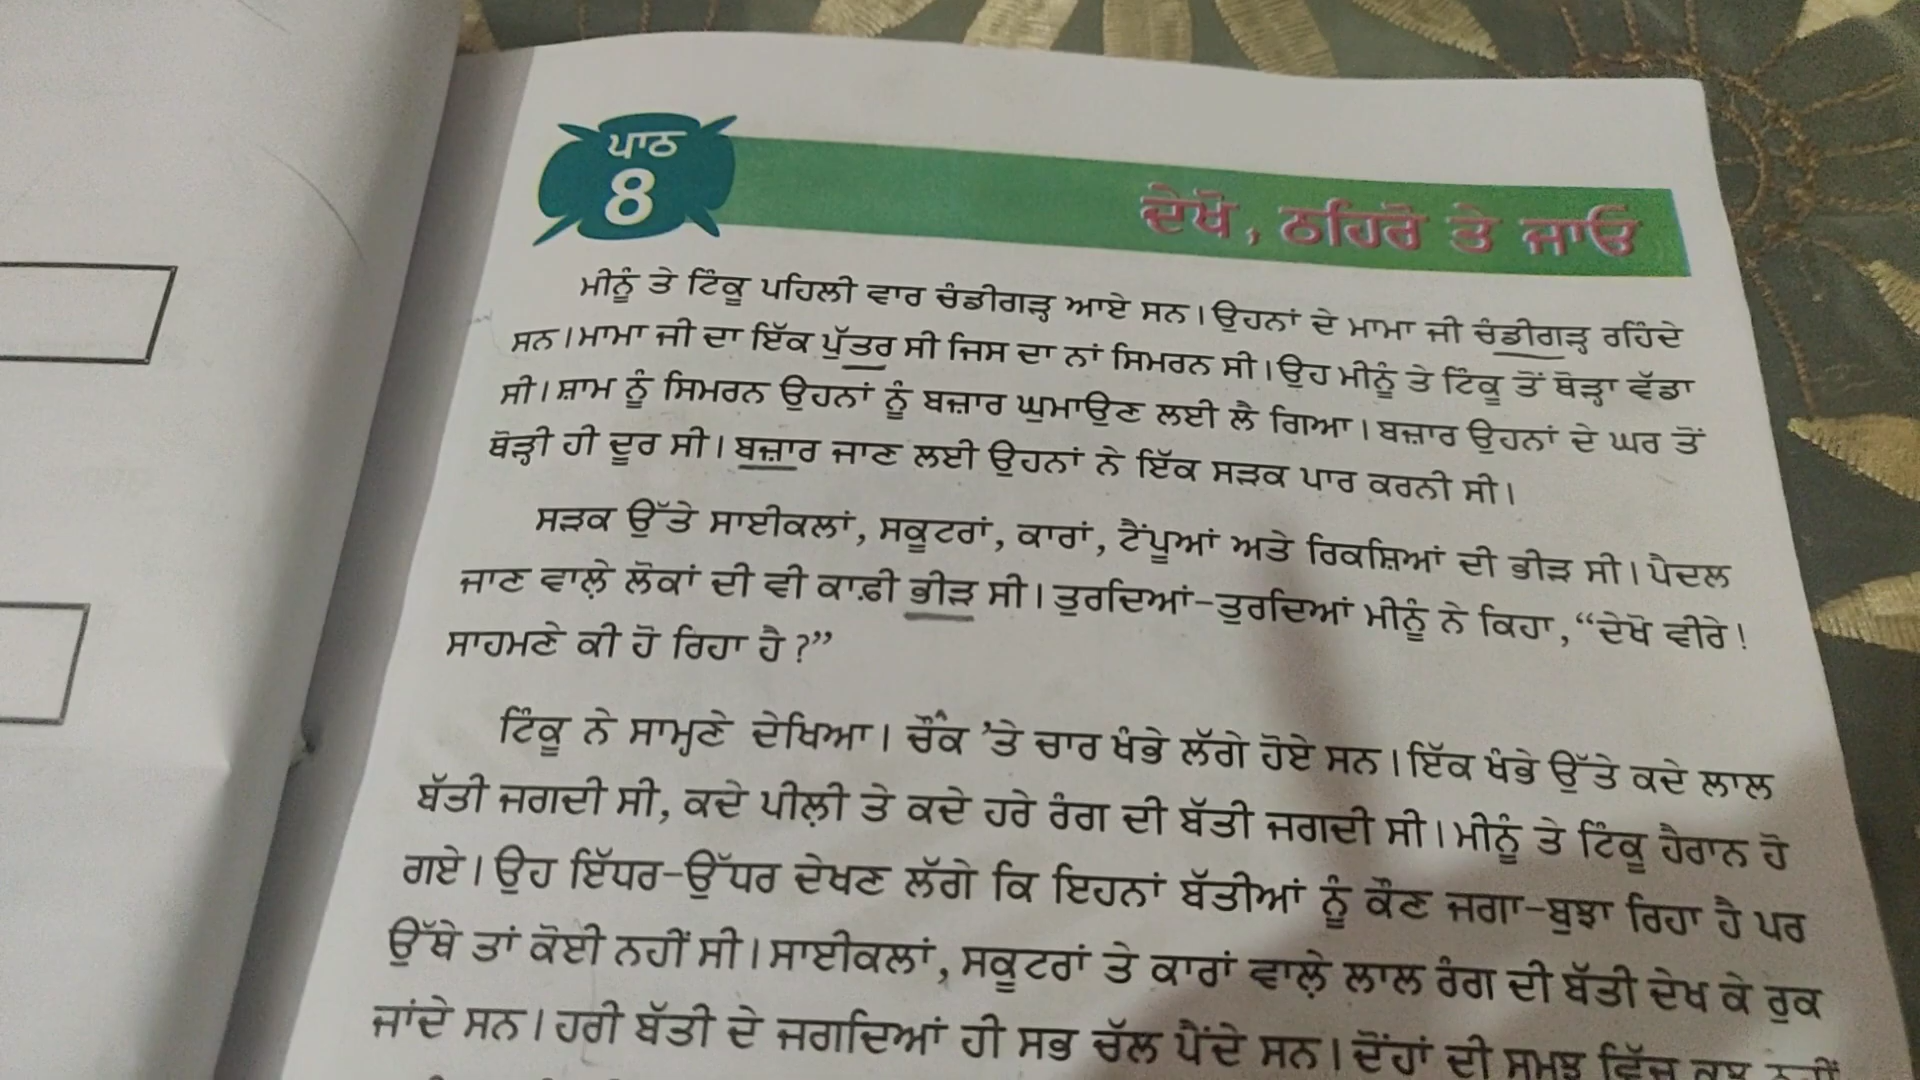 ਪਾਠ
8
ਦੇਖੋ, ਠਹਿਰੋ ਤੇ ਜਾਓ
ਮੀਨੂੰ ਤੇ ਟਿੰਕੂ ਪਹਿਲੀ ਵਾਰ ਚੰਡੀਗੜ੍ਹ ਆਏ ਸਨ। ਉਹਨਾਂ ਦੇ ਮਾਮਾ ਜੀ ਚੰਡੀਗੜ੍ਹ ਰਹਿੰਦੇ
ਸਨ। ਮਾਮਾ ਜੀ ਦਾ ਇੱਕ ਪੁੱਤਰ ਸੀ ਜਿਸ ਦਾ ਨਾਂ ਸਿਮਰਨ ਸੀ। ਉਹ ਮੀਨੂੰ ਤੇ ਟਿੰਕੂ ਤੋਂ ਥੋੜ੍ਹਾ ਵੱਡਾ
ਸੀ। ਸ਼ਾਮ ਨੂੰ ਸਿਮਰਨ ਉਹਨਾਂ ਨੂੰ ਬਜ਼ਾਰ ਘੁਮਾਉਣ ਲਈ ਲੈ ਗਿਆ। ਬਜ਼ਾਰ ਉਹਨਾਂ ਦੇ ਘਰ ਤੋਂ
ਥੋੜ੍ਹੀ ਹੀ ਦੂਰ ਸੀ। ਬਜ਼ਾਰ ਜਾਣ ਲਈ ਉਹਨਾਂ ਨੇ ਇੱਕ ਸੜਕ ਪਾਰ ਕਰਨੀ ਸੀ।
ਸੜਕ ਉੱਤੇ ਸਾਈਕਲਾਂ, ਸਕੂਟਰਾਂ, ਕਾਰਾਂ, ਟੈਂਪੂਆਂ ਅਤੇ ਰਿਕਸ਼ਿਆਂ ਦੀ ਭੀੜ ਸੀ। ਪੈਦਲ
ਜਾਣ ਵਾਲ਼ੇ ਲੋਕਾਂ ਦੀ ਵੀ ਕਾਫ਼ੀ ਭੀੜ ਸੀ। ਤੁਰਦਿਆਂ-ਤੁਰਦਿਆਂ ਮੀਨੂੰ ਨੇ ਕਿਹਾ, “ਦੇਖੋ ਵੀਰੇ!
ਸਾਹਮਣੇ ਕੀ ਹੋ ਰਿਹਾ ਹੈ?”
ਟਿੰਕੂ ਨੇ ਸਾਮ੍ਹਣੇ ਦੇਖਿਆ। ਚੌਂਕ ’ਤੇ ਚਾਰ ਖੰਭੇ ਲੱਗੇ ਹੋਏ ਸਨ। ਇੱਕ ਖੰਭੇ ਉੱਤੇ ਕਦੇ ਲਾਲ
ਬੱਤੀ ਜਗਦੀ ਸੀ, ਕਦੇ ਪੀਲ਼ੀ ਤੇ ਕਦੇ ਹਰੇ ਰੰਗ ਦੀ ਬੱਤੀ ਜਗਦੀ ਸੀ। ਮੀਨੂੰ ਤੇ ਟਿੰਕੂ ਹੈਰਾਨ ਹੋ
ਗਏ। ਉਹ ਇੱਧਰ-ਉੱਧਰ ਦੇਖਣ ਲੱਗੇ ਕਿ ਇਹਨਾਂ ਬੱਤੀਆਂ ਨੂੰ ਕੌਣ ਜਗਾ-ਬੁਝਾ ਰਿਹਾ ਹੈ ਪਰ
ਉੱਥੇ ਤਾਂ ਕੋਈ ਨਹੀਂ ਸੀ। ਸਾਈਕਲਾਂ, ਸਕੂਟਰਾਂ ਤੇ ਕਾਰਾਂ ਵਾਲ਼ੇ ਲਾਲ ਰੰਗ ਦੀ ਬੱਤੀ ਦੇਖ ਕੇ ਰੁਕ
ਜਾਂਦੇ ਸਨ। ਹਰੀ ਬੱਤੀ ਦੇ ਜਗਦਿਆਂ ਹੀ ਸਭ ਚੱਲ ਪੈਂਦੇ ਸਨ। ਦੋਂਹਾਂ ਦੀ ਸਮਝ ਵਿੱਚ